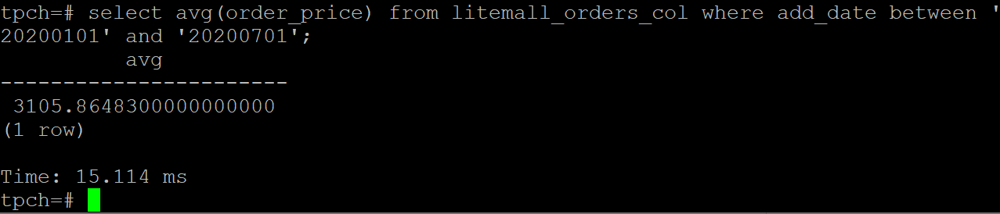 tpch=# select avg(order_price) from litemall_orders_col where add_date between '
20200101' and '20200701';
          avg
-----------------------
 3105.8648300000000000
(1 row)

Time: 15.114 ms
tpch=#